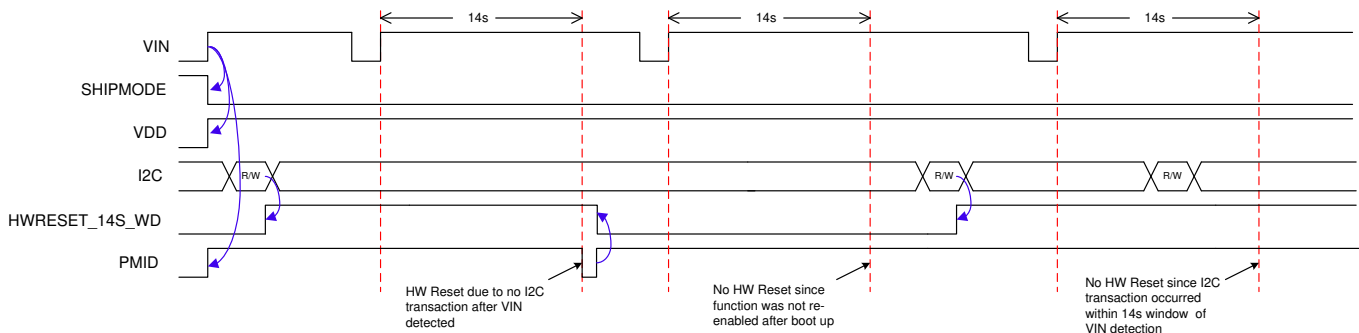 14s
14s
14s
VIN
SHIPMODE
VDD
I2C
R/W
R/W
R/W
HWRESET_14S_WD
PMID
HW Reset due to no I2C
transaction after VIN
detected
No HW Reset since
function was not re-
enabled after boot up
No HW Reset since I2C
transaction occurred
within 14s window of
VIN detection